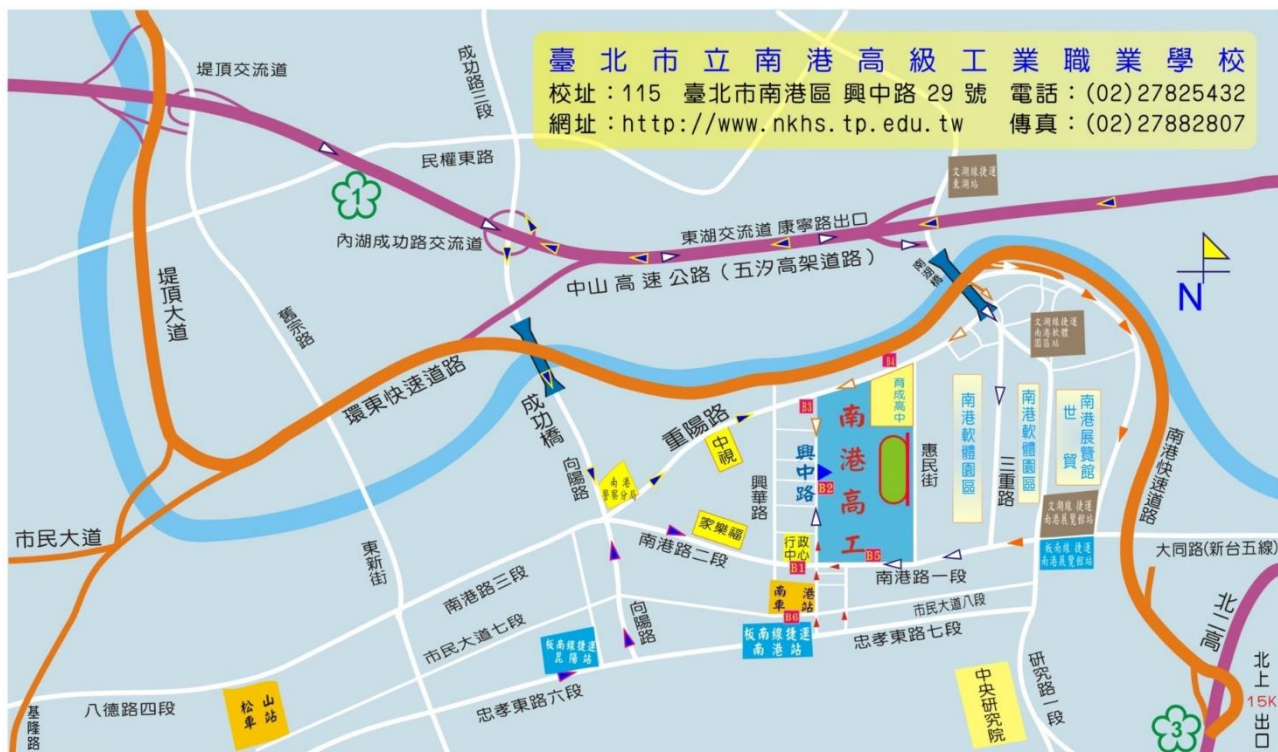 臺北市立南港高級工業職業學校
校址：115 臺北市南港區 興中路 29 號 電話：(02)27825432
網址：http://www.nkhs.tp.edu.tw 傳真：(02)27882807
堤頂交流道
成功路三段
民權東路
1
內湖成功路交流道
文湖線捷運
東湖站
東湖交流道 康寧路出口
中山高速公路（五汐高架道路）
南湖橋
N
堤頂大道
舊宗路
環東快速道路
成功橋
文湖線捷運
南港軟體
園區站
重陽路
中視
B4
B3
育成高中
南港高工
興中路
B2
興華路
惠民街
南港軟體園區
三重路
南港軟體園區
世貿
南港展覽館
南港快速道路
向陽路
南港
警察分局
家樂福
南港路二段
行政
中心
B1
B5
南港路一段
文湖線 捷運
南港展覽館站
板南線 捷運
南港展覽館站
大同路(新台五線)
市民大道
東新街
南港路三段
市民大道七段
向陽路
南港
車站
B6
市民大道八段
板南線捷運
昆陽站
板南線捷運
南港站
忠孝東路七段
忠孝東路六段
八德路四段
松山
車站
基隆路
中央研究院
研究路一段
北二高
3
北上
15K
出口